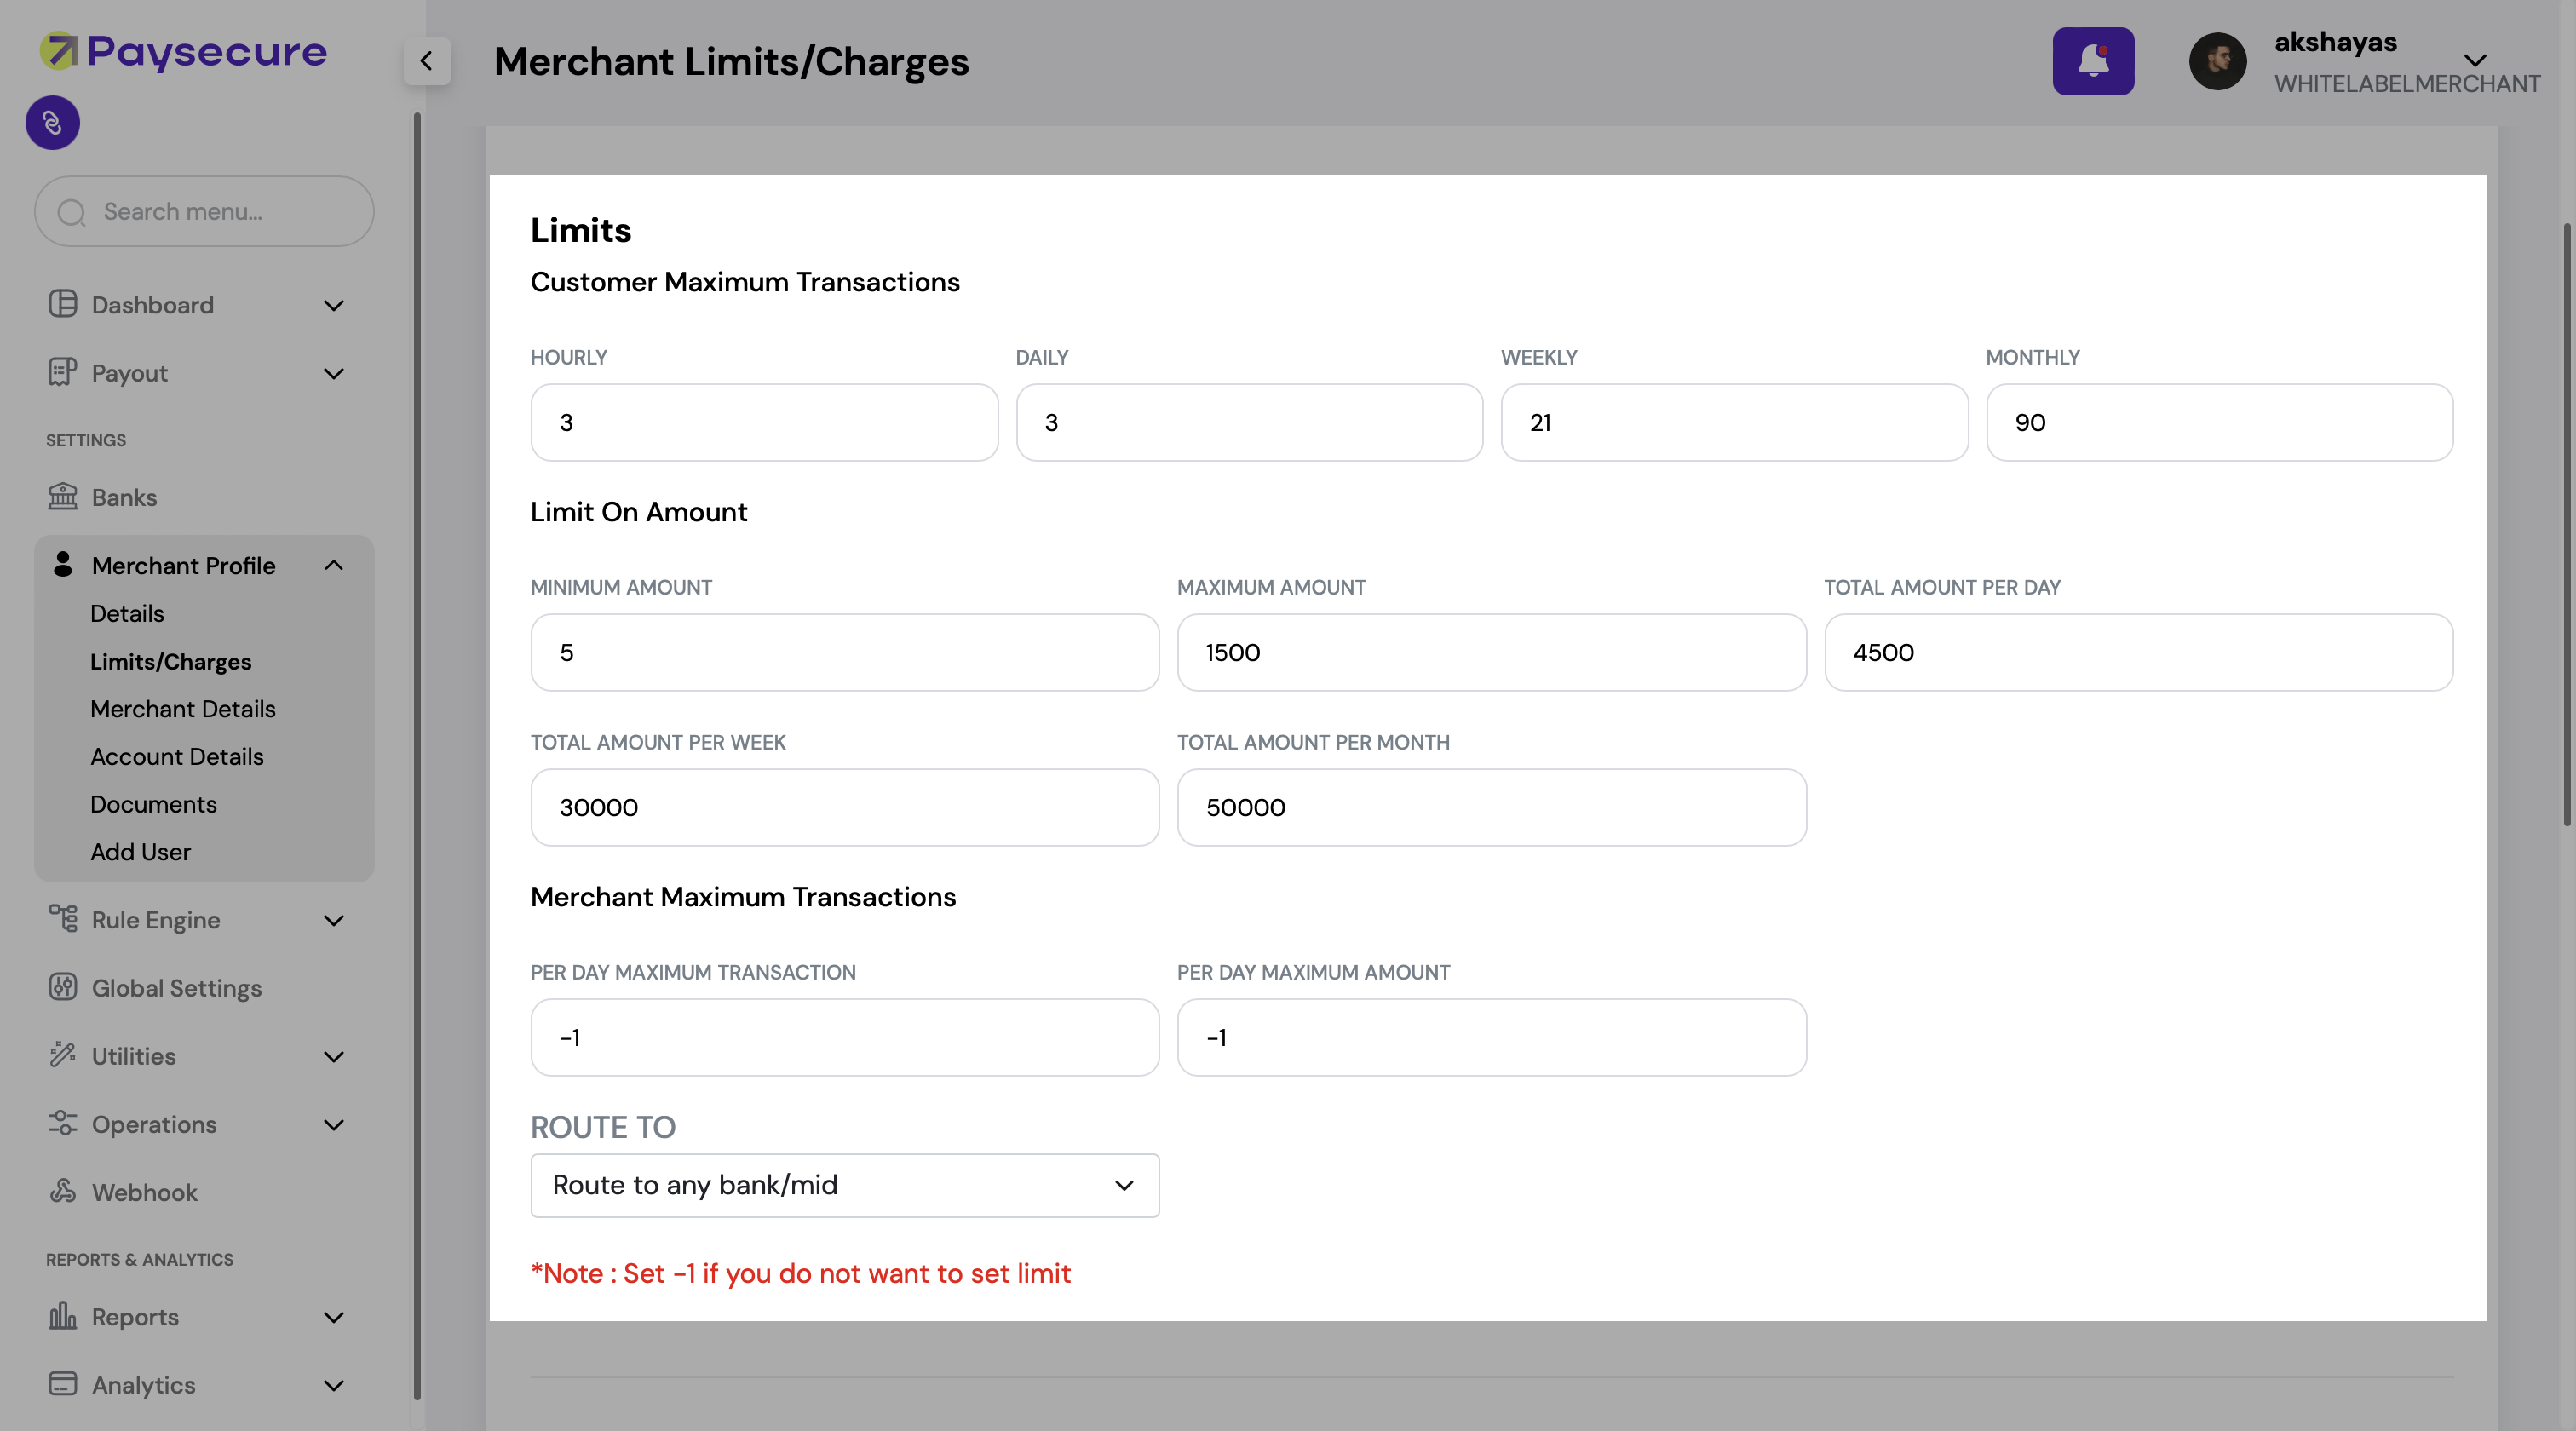 Paysecure
Search menu...
Dashboard
Payout
SETTINGS
Banks
Merchant Profile
Details
Limits/Charges
Merchant Details
Account Details
Documents
Add User
Rule Engine
Global Settings
Utilities
Operations
Webhook
REPORTS & ANALYTICS
Reports
Analytics
Merchant Limits/Charges
akshayas
WHITELABELMERCHANT
Limits
Customer Maximum Transactions
HOURLY DAILY WEEKLY MONTHLY
3 3 21 90
Limit On Amount
MINIMUM AMOUNT MAXIMUM AMOUNT TOTAL AMOUNT PER DAY
5 1500 4500
TOTAL AMOUNT PER WEEK TOTAL AMOUNT PER MONTH
30000 50000
Merchant Maximum Transactions
PER DAY MAXIMUM TRANSACTION PER DAY MAXIMUM AMOUNT
-1 -1
ROUTE TO
Route to any bank/mid
*Note : Set -1 if you do not want to set limit